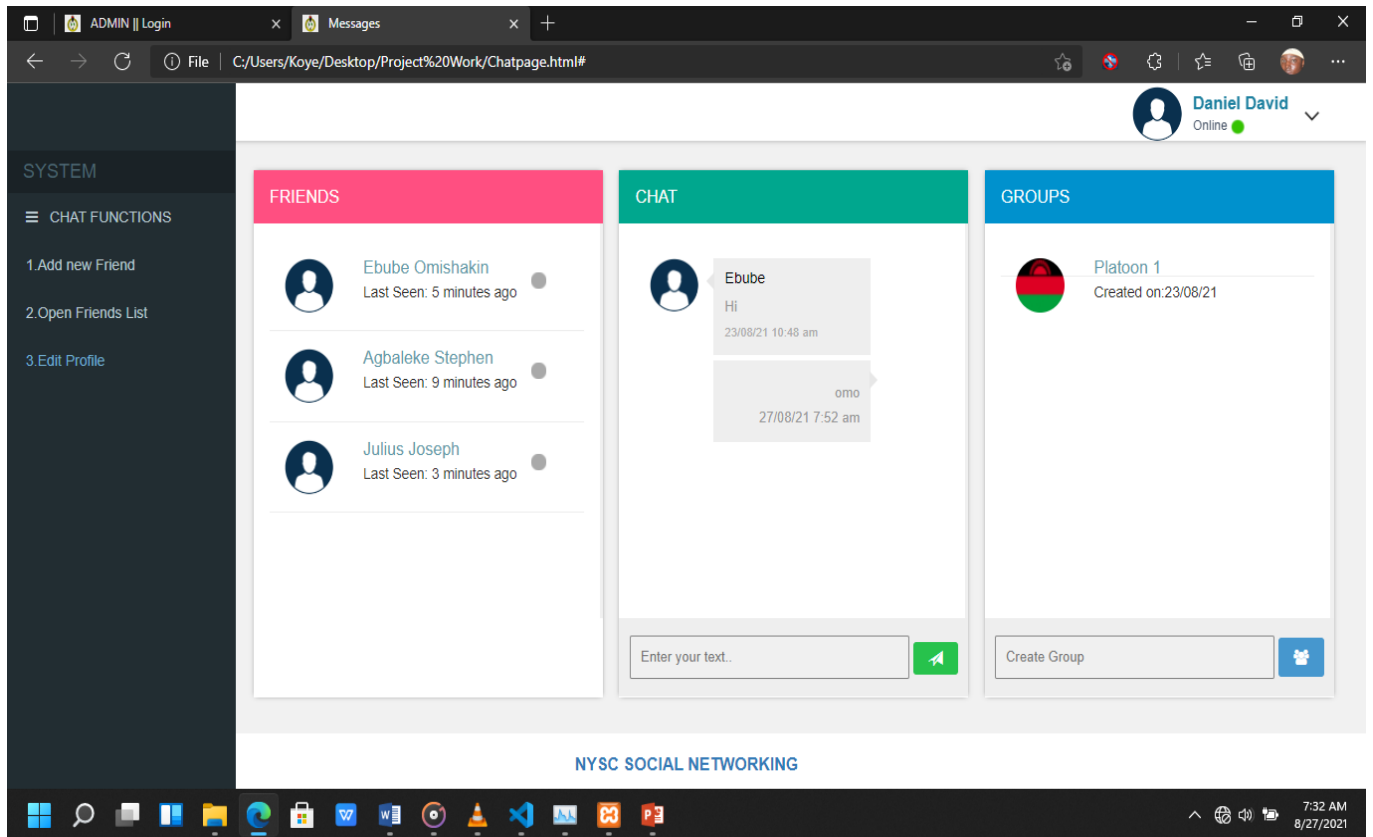 ADMIN || Login
Messages
File
C:/Users/Koye/Desktop/Project%20Work/Chatpage.html#
Daniel David
Online
SYSTEM
CHAT FUNCTIONS
1.Add new Friend
2.Open Friends List
3.Edit Profile
FRIENDS
Ebube Omishakin
Last Seen: 5 minutes ago
Agbaleke Stephen
Last Seen: 9 minutes ago
Julius Joseph
Last Seen: 3 minutes ago
CHAT
Ebube
Hi
23/08/21 10:48 am
omo
27/08/21 7:52 am
Enter your text..
GROUPS
Platoon 1
Created on:23/08/21
Create Group
NYSC SOCIAL NETWORKING
7:32 AM
8/27/2021